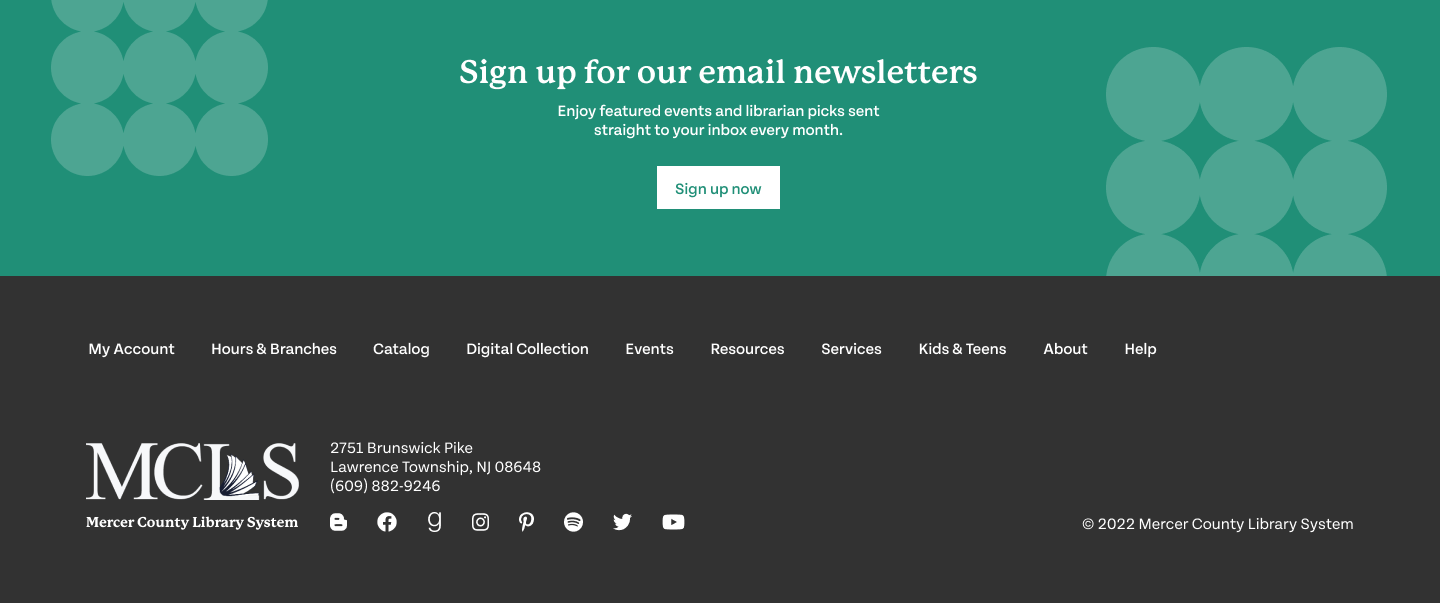 Sign up for our email newsletters
Enjoy featured events and librarian picks sent
straight to your inbox every month.
Sign up now
My Account Hours & Branches Catalog Digital Collection Events Resources Services Kids & Teens About Help
MCLS
Mercer County Library System
2751 Brunswick Pike
Lawrence Township, NJ 08648
(609) 882-9246
© 2022 Mercer County Library System